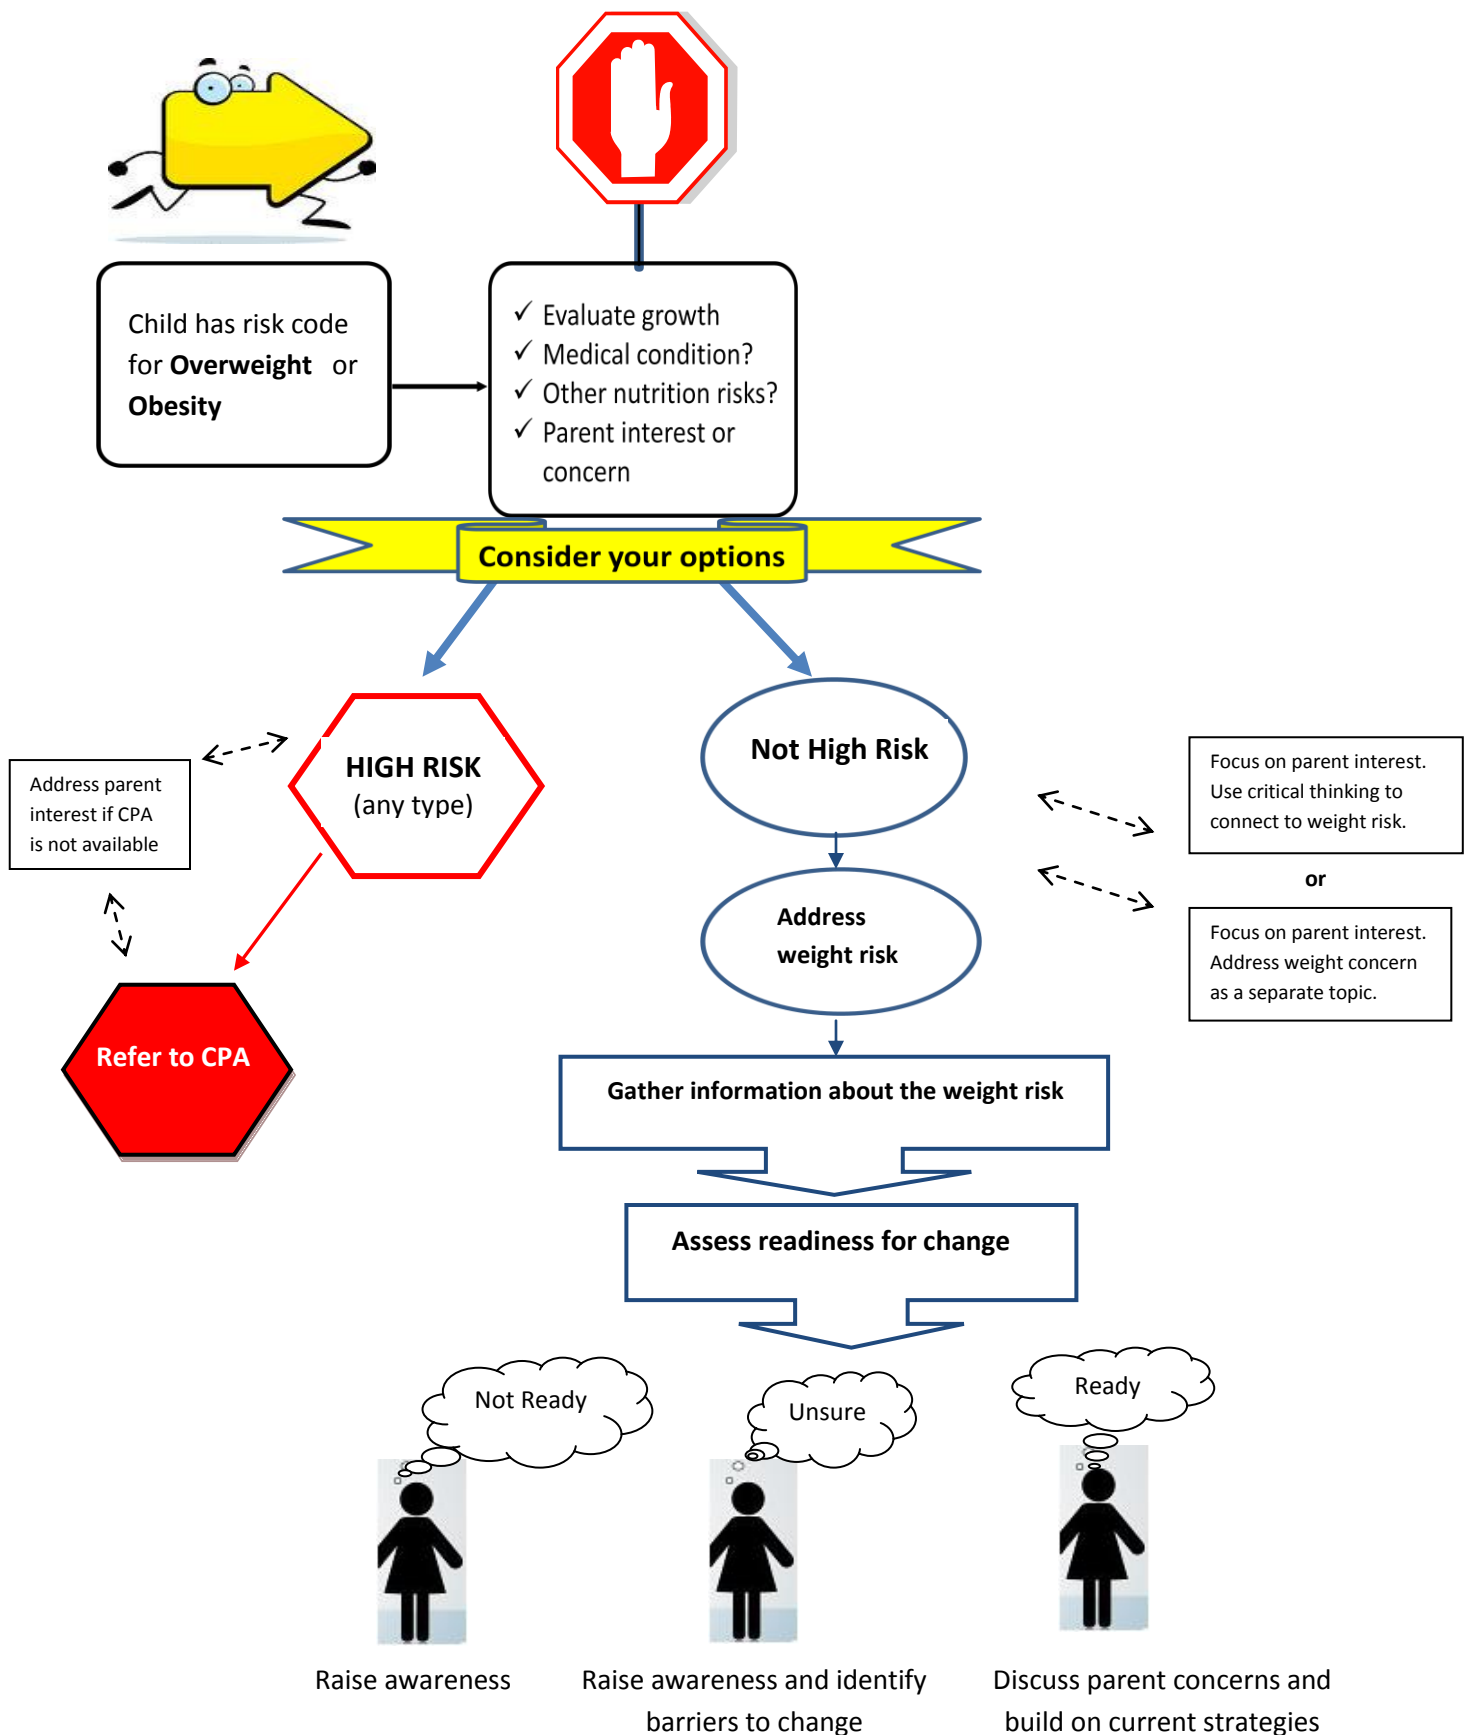 Child has risk code
for Overweight or
Obesity
✓ Evaluate growth
✓ Medical condition?
✓ Other nutrition risks?
✓ Parent interest or
concern
Consider your options
HIGH RISK
(any type)
Not High Risk
Address parent
interest if CPA
is not available
Focus on parent interest.
Use critical thinking to
connect to weight risk.
or
Focus on parent interest.
Address weight concern
as a separate topic.
Address
weight risk
Refer to CPA
Gather information about the weight risk
Assess readiness for change
Not Ready
Unsure
Ready
Raise awareness
Raise awareness and identify
barriers to change
Discuss parent concerns and
build on current strategies